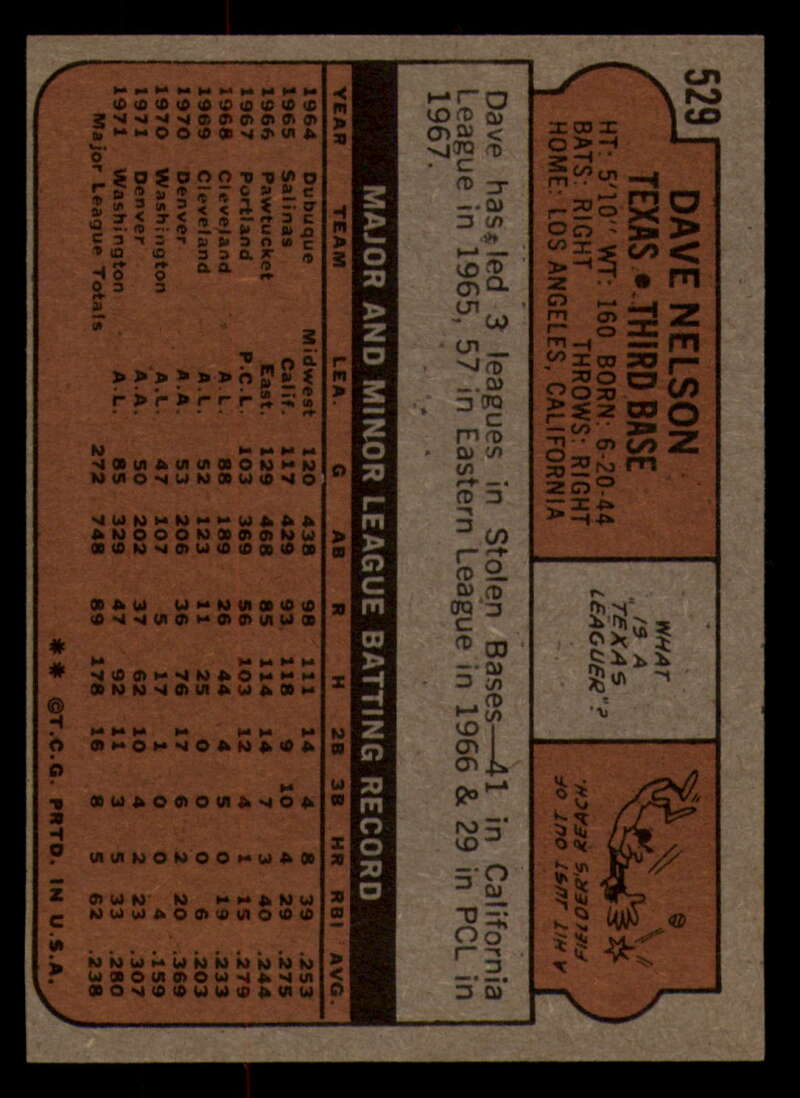 529
DAVE NELSON
TEXAS • THIRD BASE
HT: 5'10" WT: 160 BORN: 6-20-44
BATS: RIGHT THROWS: RIGHT
HOME: LOS ANGELES, CALIFORNIA
WHAT
IS A
"TEXAS
LEAGUER"?
A HIT JUST OUT OF
FIELDER'S REACH.
Dave has led 3 leagues in Stolen Bases—41 in California
League in 1965, 57 in Eastern League in 1966 & 29 in PCL in
1967.
MAJOR AND MINOR LEAGUE BATTING RECORD
YEAR TEAM LEA. G AB R H 2B 3B HR RBI AVG.
1964 Dubuque Midwest 120 438 98 111 14 4 8 39 .253
1965 Salinas Calif. 117 429 93 118 9 10 4 29 .275
1966 Pawtucket East. 129 468 85 114 14 7 3 40 .244
1967 Portland P.C.L. 103 369 56 103 12 4 1 15 .279
1968 Cleveland A.L. 88 189 26 44 4 5 0 19 .233
1969 Cleveland A.L. 52 123 11 25 0 0 0 6 .203
1970 Denver A.A. 53 206 36 76 17 6 2 20 .369
1970 Washington A.L. 47 107 5 17 1 0 0 4 .159
1971 Denver A.A. 50 202 37 62 10 4 2 23 .307
1971 Washington A.L. 85 329 47 92 11 3 5 33 .280
Major League Totals 272 748 89 178 16 8 5 62 .238
** ©T.C.G. PRTD. IN U.S.A.